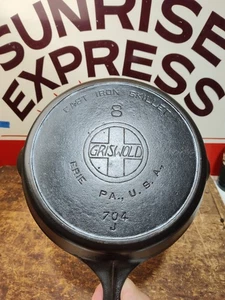 SUNRISE
EXPRESS
CAST IRON SKILLET
8
GRISWOLD
ERIE
PA., U.S.A.,
704
J